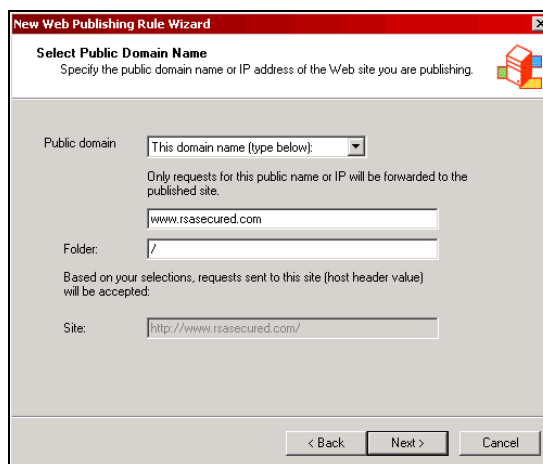 New Web Publishing Rule Wizard
Select Public Domain Name
Specify the public domain name or IP address of the Web site you are publishing.
Public domain
This domain name (type below):
Only requests for this public name or IP will be forwarded to the
published site.
www.rsasecured.com
Folder:
/
Based on your selections, requests sent to this site (host header value)
will be accepted:
Site:
http://www.rsasecured.com/
< Back
Next >
Cancel